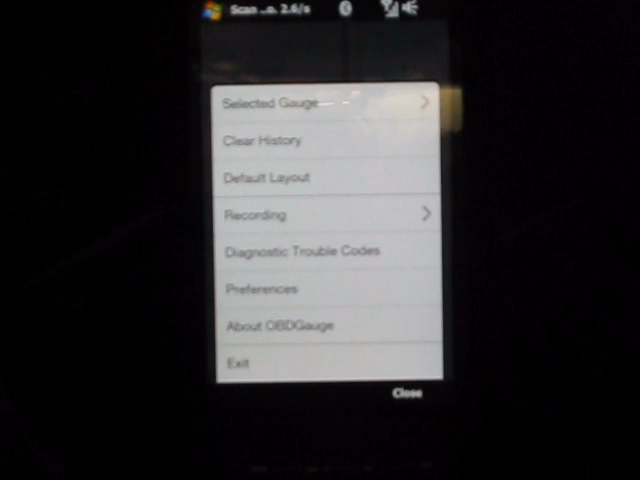 Scan ..o. 2.6/s
Selected Gauge
Clear History
Default Layout
Recording
Diagnostic Trouble Codes
Preferences
About OBDGauge
Exit
Close